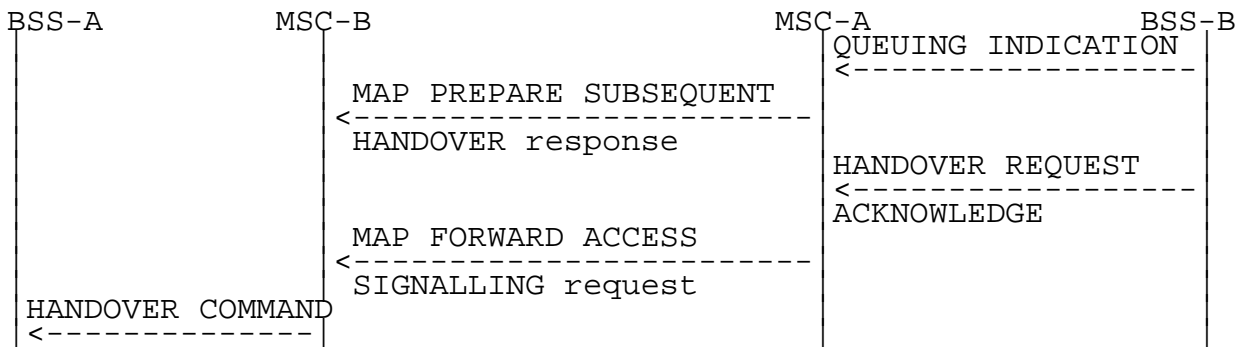 BSS-A MSC-B MSC-A BSS-B
QUEUING INDICATION
MAP PREPARE SUBSEQUENT
HANDOVER response
HANDOVER REQUEST
ACKNOWLEDGE
MAP FORWARD ACCESS
SIGNALLING request
HANDOVER COMMAND